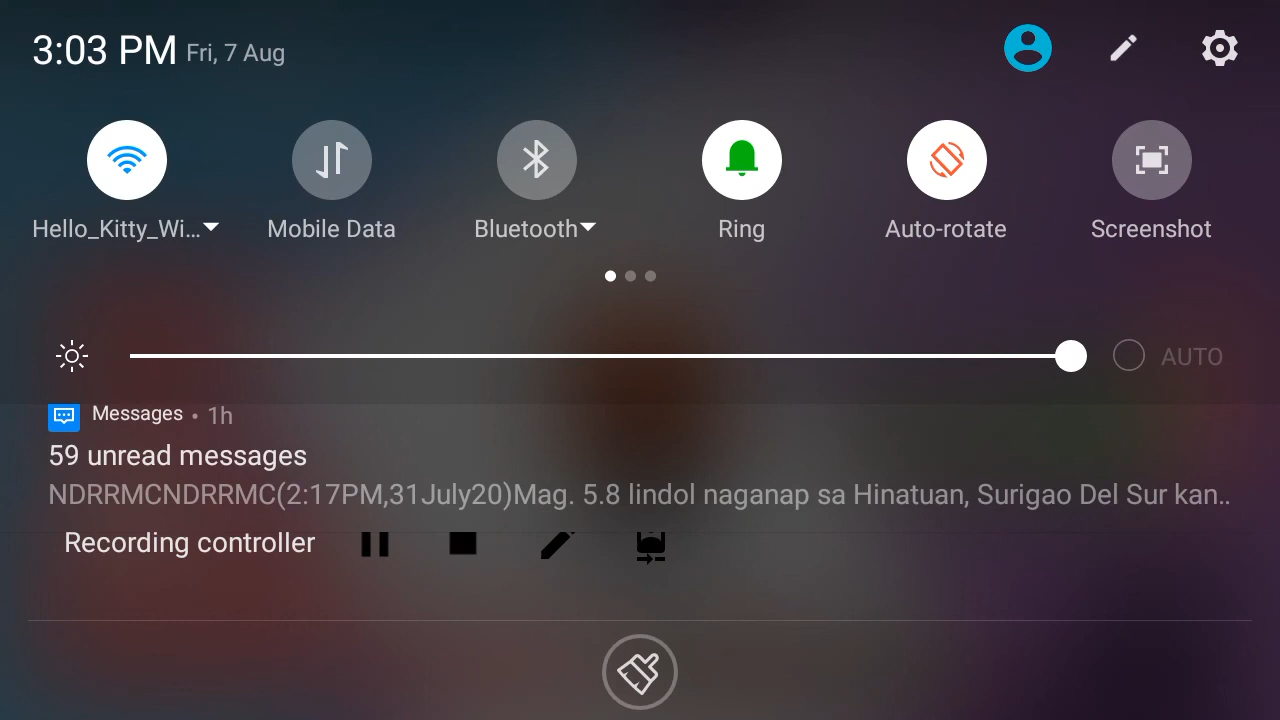 3:03 PM Fri, 7 Aug
Hello_Kitty_Wi... Mobile Data Bluetooth Ring Auto-rotate Screenshot
AUTO
Messages • 1h
59 unread messages
NDRRMCNDRRMC(2:17PM,31July20)Mag. 5.8 lindol naganap sa Hinatuan, Surigao Del Sur kan..
Recording controller